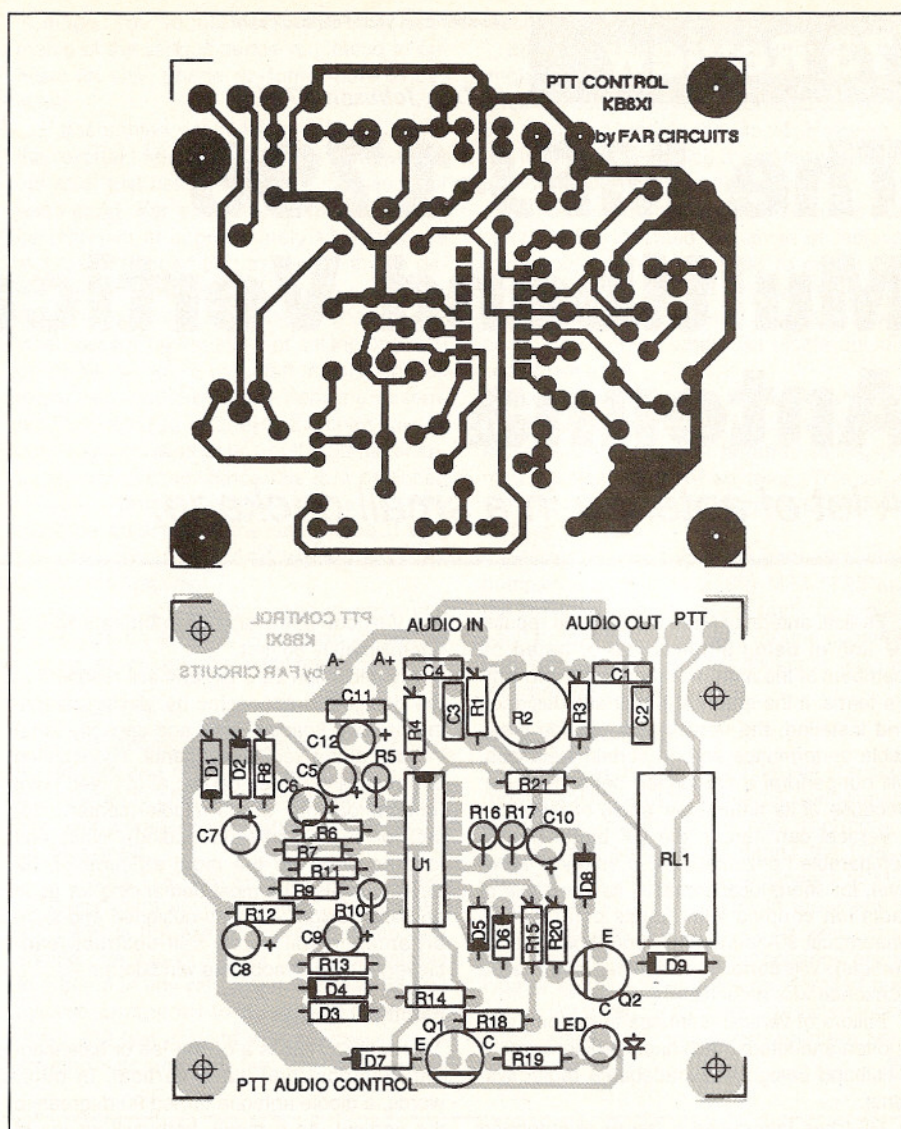 PTT CONTROL
KB6XI
by FAR CIRCUITS
PTT CONTROL
KB6XI
by FAR CIRCUITS
AUDIO IN
AUDIO OUT
PTT
A-
A+
C4
C1
C11
C3
R1
R2
R3
C2
R4
C12
R5
D1
D2
R8
C5
C6
R21
C7
R6
R16
R17
C10
RL1
R7
U1
D8
R11
R9
R10
R12
D5
D6
R15
R20
C8
C9
E
R13
D9
D4
R14
C
Q2
D3
Q1
R18
LED
D7
E
C
R19
PTT AUDIO CONTROL